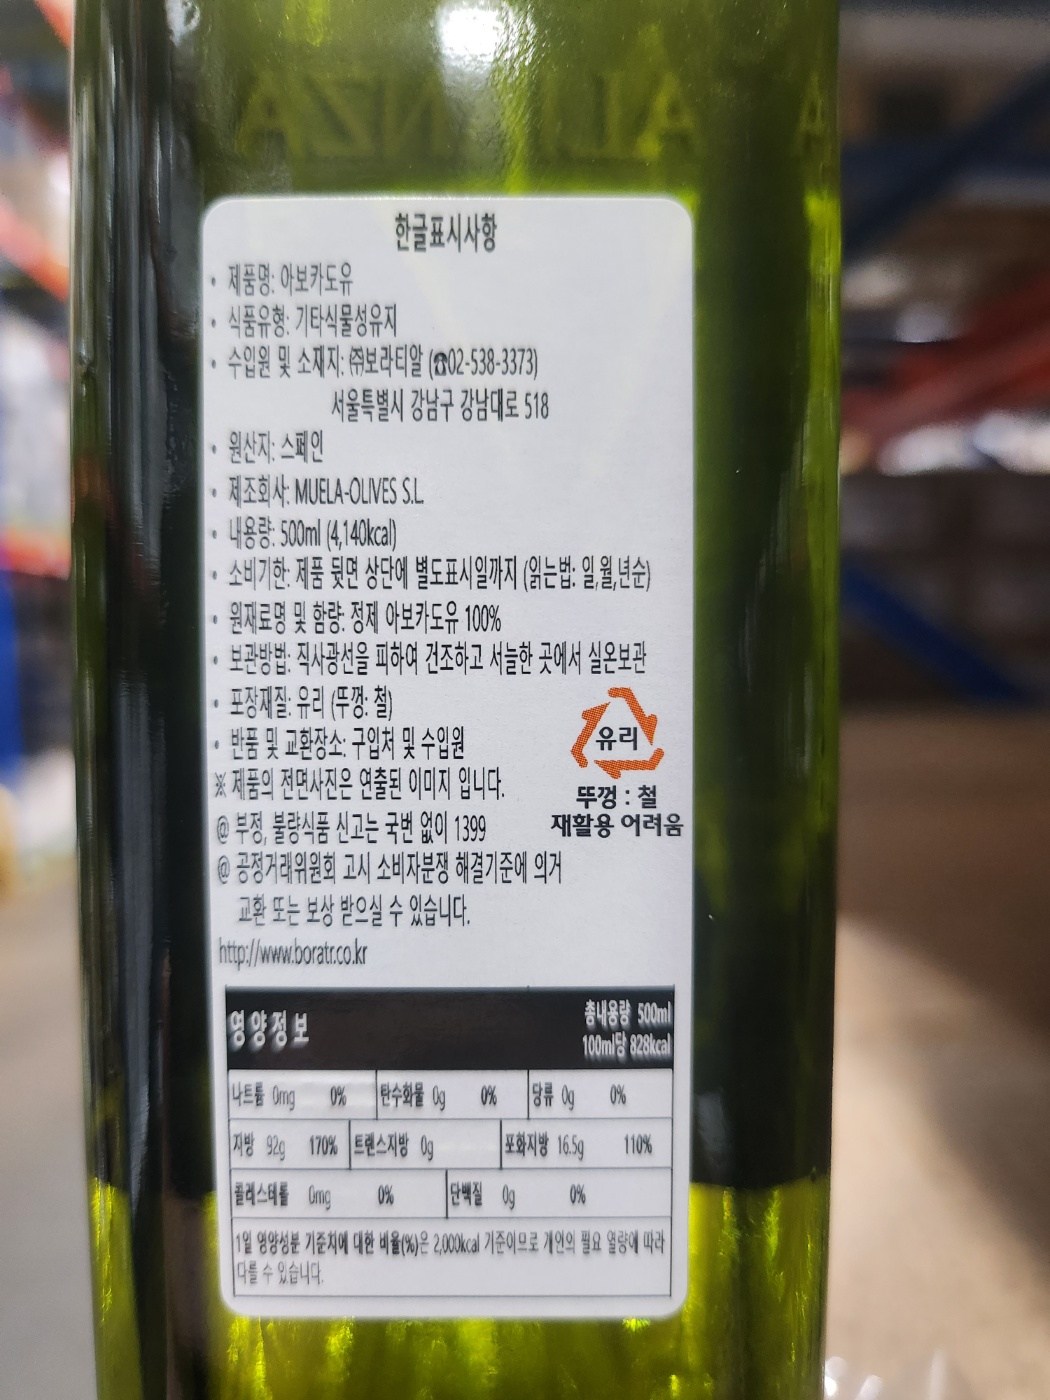 한글표시사항
• 제품명: 아보카도유
• 식품유형: 기타식물성유지
• 수입원 및 소재지: ㈜보라티알 (☎02-538-3373)
서울특별시 강남구 강남대로 518
• 원산지: 스페인
• 제조회사: MUELA-OLIVES S.L.
• 내용량: 500ml (4,140kcal)
• 소비기한: 제품 뒷면 상단에 별도표시일까지 (읽는법: 일,월,년순)
• 원재료명 및 함량: 정제 아보카도유 100%
• 보관방법: 직사광선을 피하여 건조하고 서늘한 곳에서 실온보관
• 포장재질: 유리 (뚜껑: 철)
• 반품 및 교환장소: 구입처 및 수입원
※ 제품의 전면사진은 연출된 이미지 입니다.
@ 부정, 불량식품 신고는 국번 없이 1399
@ 공정거래위원회 고시 소비자분쟁 해결기준에 의거
교환 또는 보상 받으실 수 있습니다.
http://www.boratr.co.kr
유리
뚜껑 : 철
재활용 어려움
영양정보
총내용량 500ml
100ml당 828kcal
나트륨 0mg 0% 탄수화물 0g 0% 당류 0g 0%
지방 92g 170% 트랜스지방 0g 포화지방 16.5g 110%
콜레스테롤 0mg 0% 단백질 0g 0%
1일 영양성분 기준치에 대한 비율(%)은 2,000kcal 기준이므로 개인의 필요 열량에 따라
다를 수 있습니다.